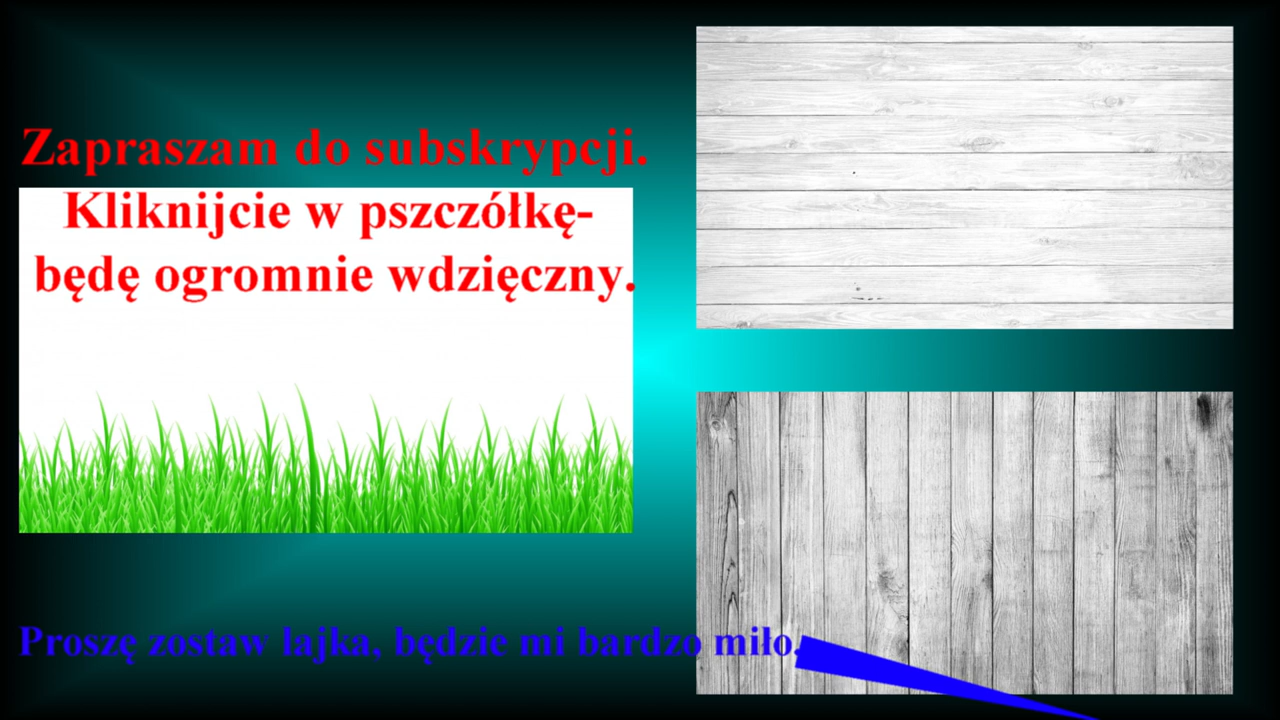 Zapraszam do subskrypcji.
Kliknijcie w pszczółkę-
będę ogromnie wdzięczny.
Proszę zostaw lajka, będzie mi bardzo miło.